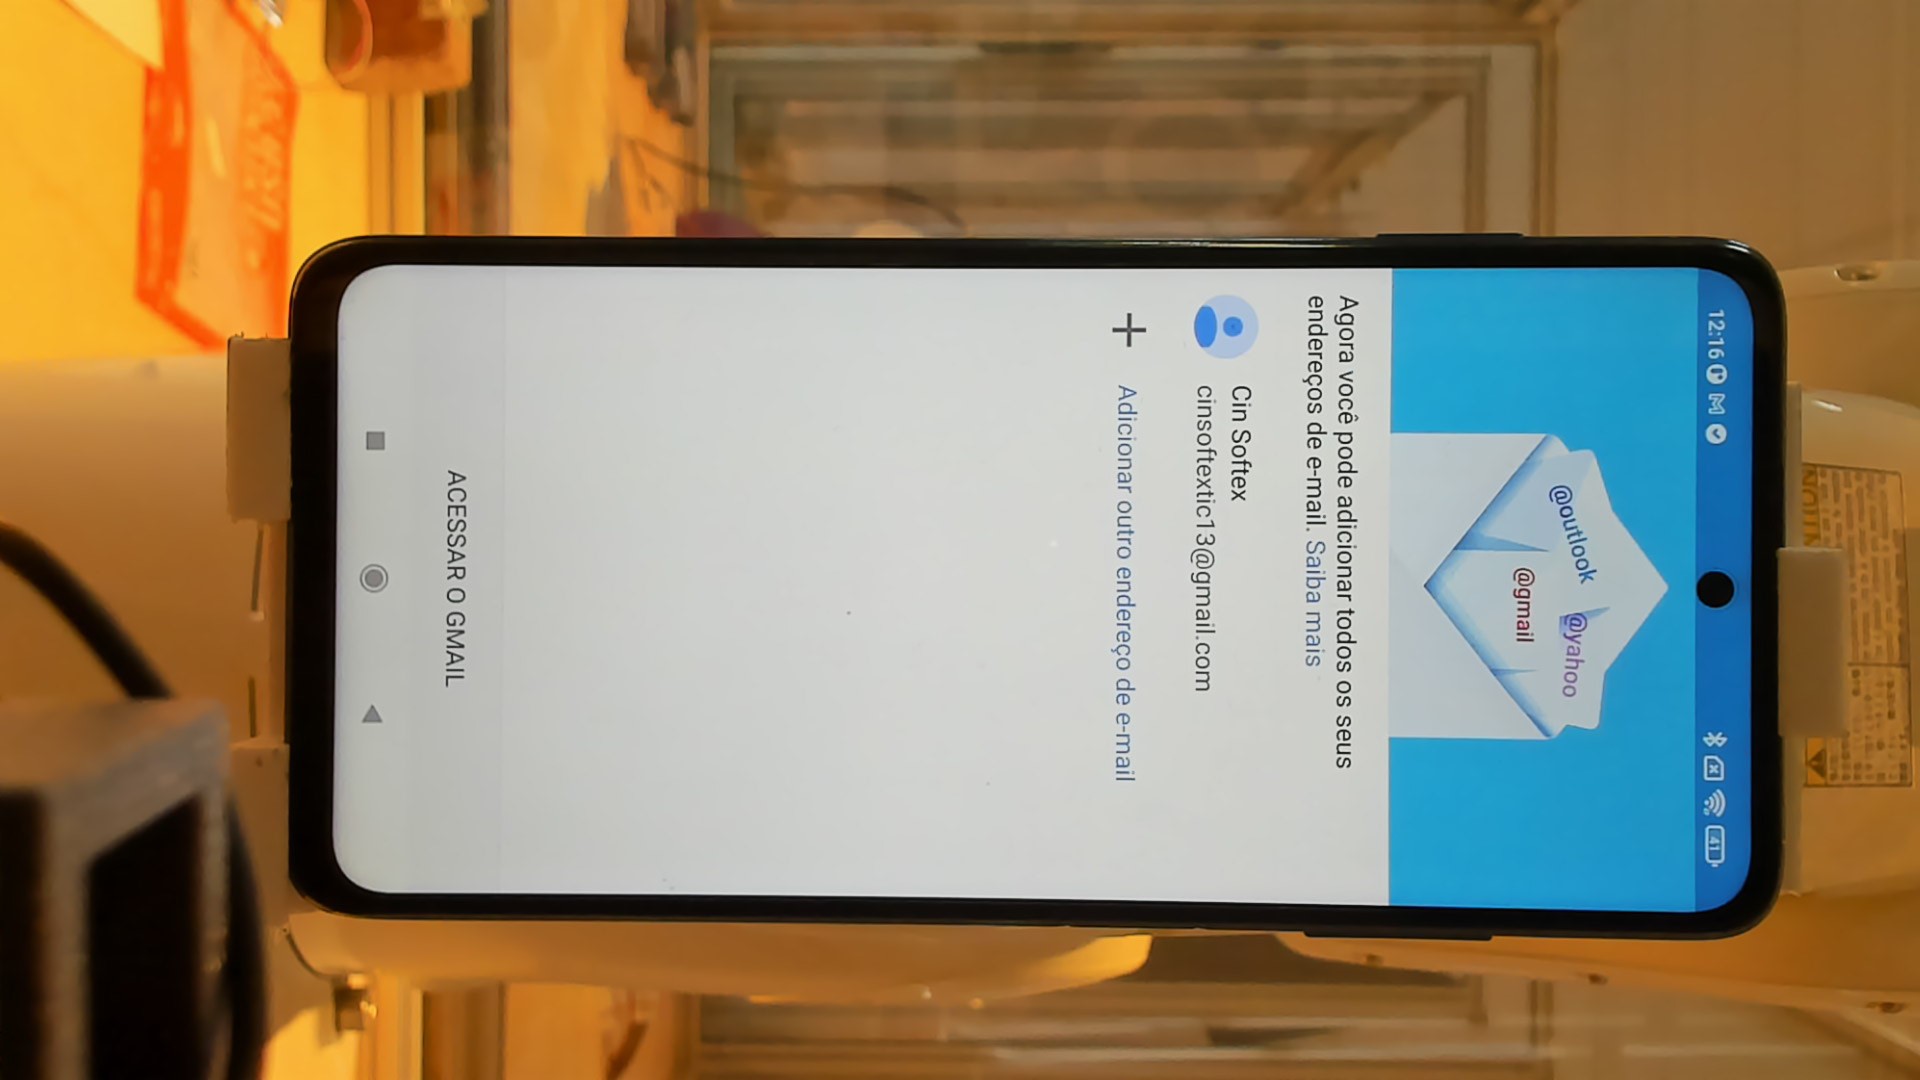 12:16
41
@outlook
@gmail
@yahoo
Agora você pode adicionar todos os seus
endereços de e-mail. Saiba mais
Cin Softex
cinsoftextic13@gmail.com
Adicionar outro endereço de e-mail
ACESSAR O GMAIL